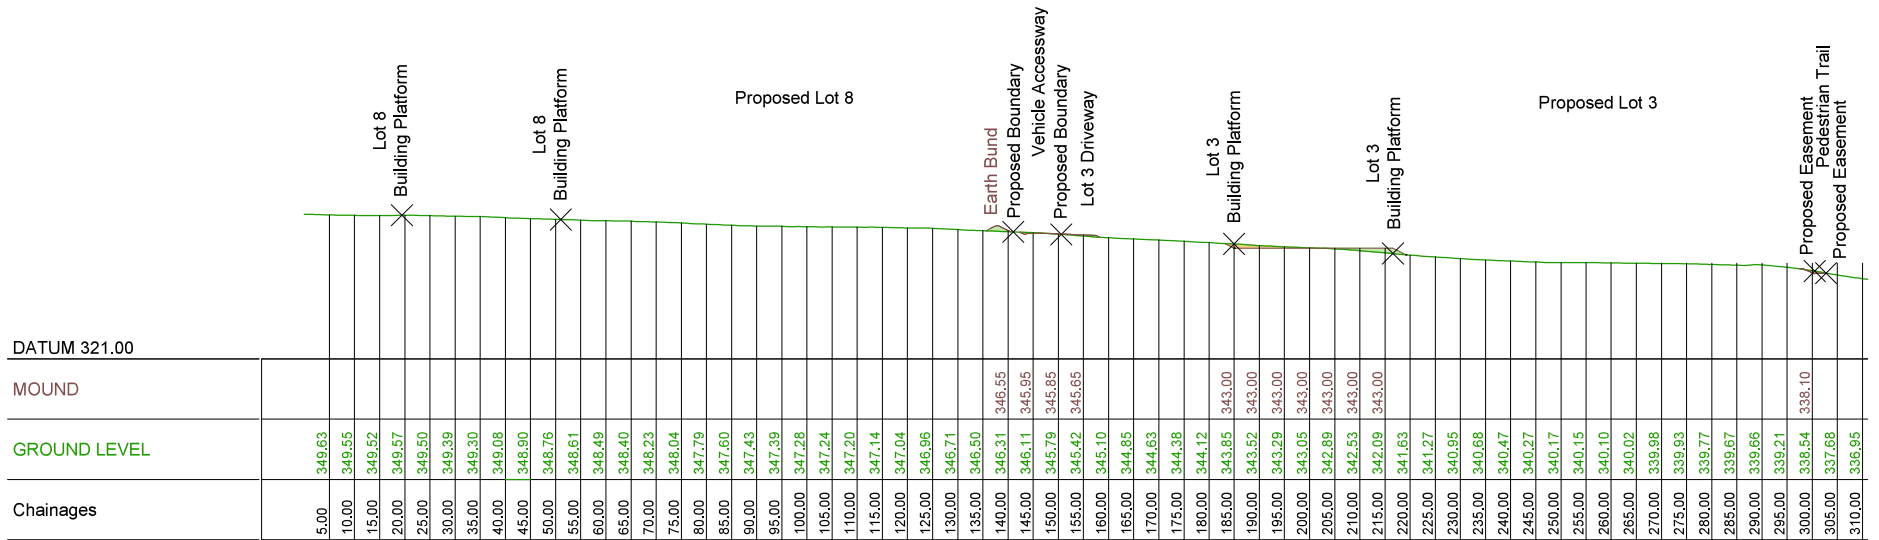 Lot 8
Building Platform
Lot 8
Building Platform
Proposed Lot 8
Earth Bund
Proposed Boundary
Vehicle Accessway
Proposed Boundary
Lot 3 Driveway
Lot 3
Building Platform
Lot 3
Building Platform
Proposed Lot 3
Proposed Easement
Pedestrian Trail
Proposed Easement
DATUM 321.00
MOUND
346.55 345.95 345.85 345.65 343.00 343.00 343.00 343.00 343.00 343.00 343.00 338.10
GROUND LEVEL
349.63 349.55 349.52 349.57 349.50 349.39 349.30 349.08 348.90 348.76 348.61 348.49 348.40 348.23 348.04 347.79 347.60 347.43 347.39 347.28 347.24 347.20 347.14 347.04 346.96 346.71 346.50 346.31 346.11 345.79 345.42 345.10 344.85 344.63 344.38 344.12 343.85 343.52 343.29 343.05 342.89 342.53 342.09 341.63 341.27 340.95 340.68 340.47 340.27 340.17 340.15 340.10 340.02 339.98 339.93 339.77 339.67 339.66 339.21 338.54 337.68 336.95
Chainages
5.00 10.00 15.00 20.00 25.00 30.00 35.00 40.00 45.00 50.00 55.00 60.00 65.00 70.00 75.00 80.00 85.00 90.00 95.00 100.00 105.00 110.00 115.00 120.00 125.00 130.00 135.00 140.00 145.00 150.00 155.00 160.00 165.00 170.00 175.00 180.00 185.00 190.00 195.00 200.00 205.00 210.00 215.00 220.00 225.00 230.00 235.00 240.00 245.00 250.00 255.00 260.00 265.00 270.00 275.00 280.00 285.00 290.00 295.00 300.00 305.00 310.00